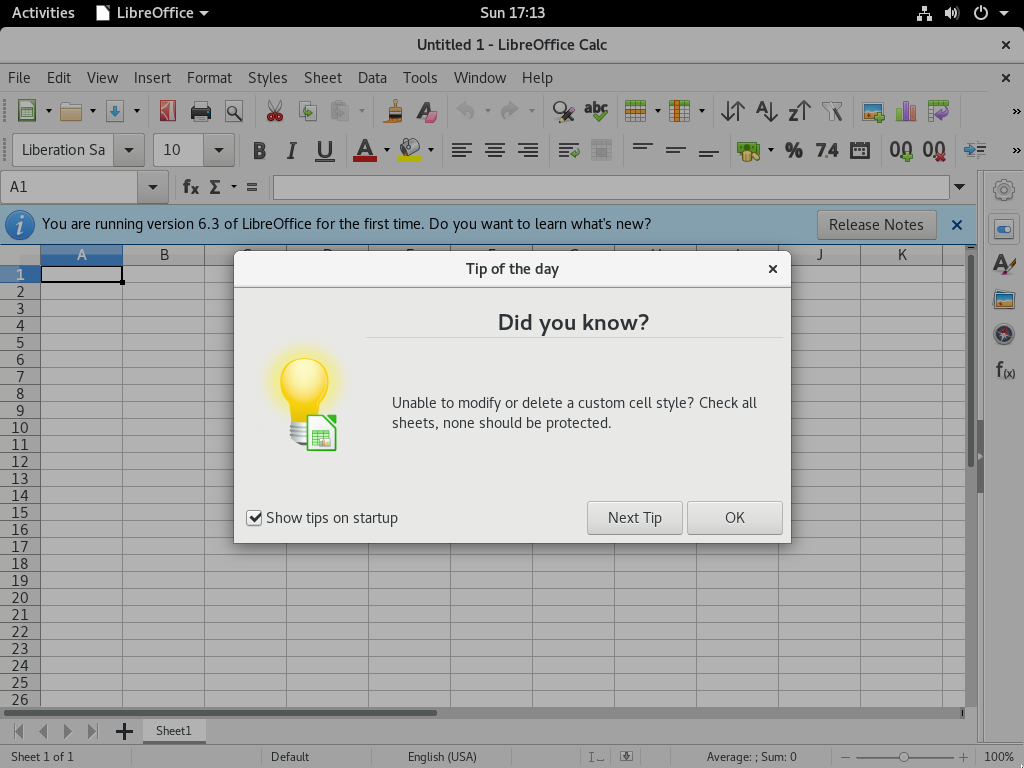 Activities LibreOffice Sun 17:13
Untitled 1 - LibreOffice Calc
File Edit View Insert Format Styles Sheet Data Tools Window Help
Liberation Sa 10
A1
You are running version 6.3 of LibreOffice for the first time. Do you want to learn what's new? Release Notes
A B J K
Tip of the day
Did you know?
Unable to modify or delete a custom cell style? Check all
sheets, none should be protected.
Show tips on startup Next Tip OK
1
2
3
4
5
6
7
8
9
10
11
12
13
14
15
16
17
18
19
20
21
22
23
24
25
26
Sheet1
Sheet 1 of 1 Default English (USA) Average: ; Sum: 0 100%